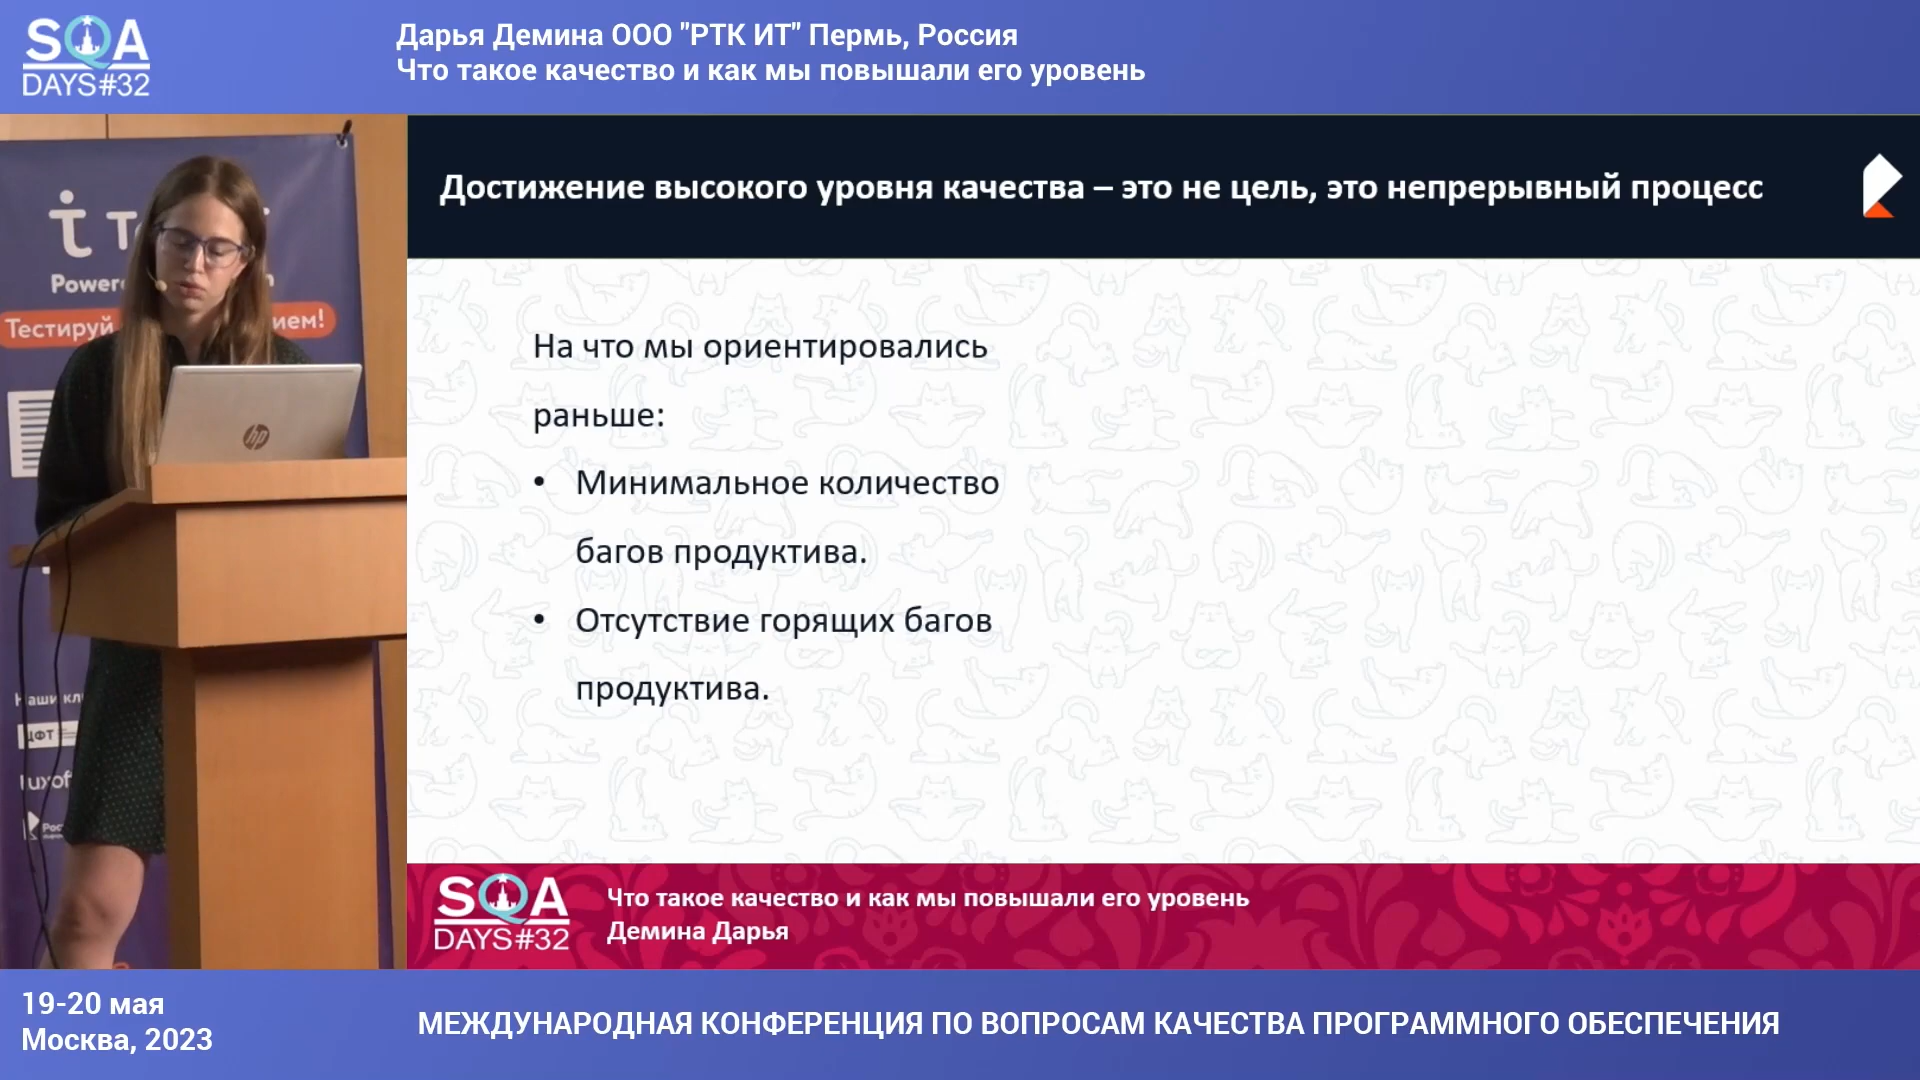 SQA
DAYS#32
Дарья Демина ООО "РТК ИТ" Пермь, Россия
Что такое качество и как мы повышали его уровень
Достижение высокого уровня качества – это не цель, это непрерывный процесс
На что мы ориентировались
раньше:
• Минимальное количество
багов продуктива.
• Отсутствие горящих багов
продуктива.
Тестируй
hp
Наши
ЦФТ
SQA
DAYS#32
Что такое качество и как мы повышали его уровень
Демина Дарья
19-20 мая
Москва, 2023
МЕЖДУНАРОДНАЯ КОНФЕРЕНЦИЯ ПО ВОПРОСАМ КАЧЕСТВА ПРОГРАММНОГО ОБЕСПЕЧЕНИЯ